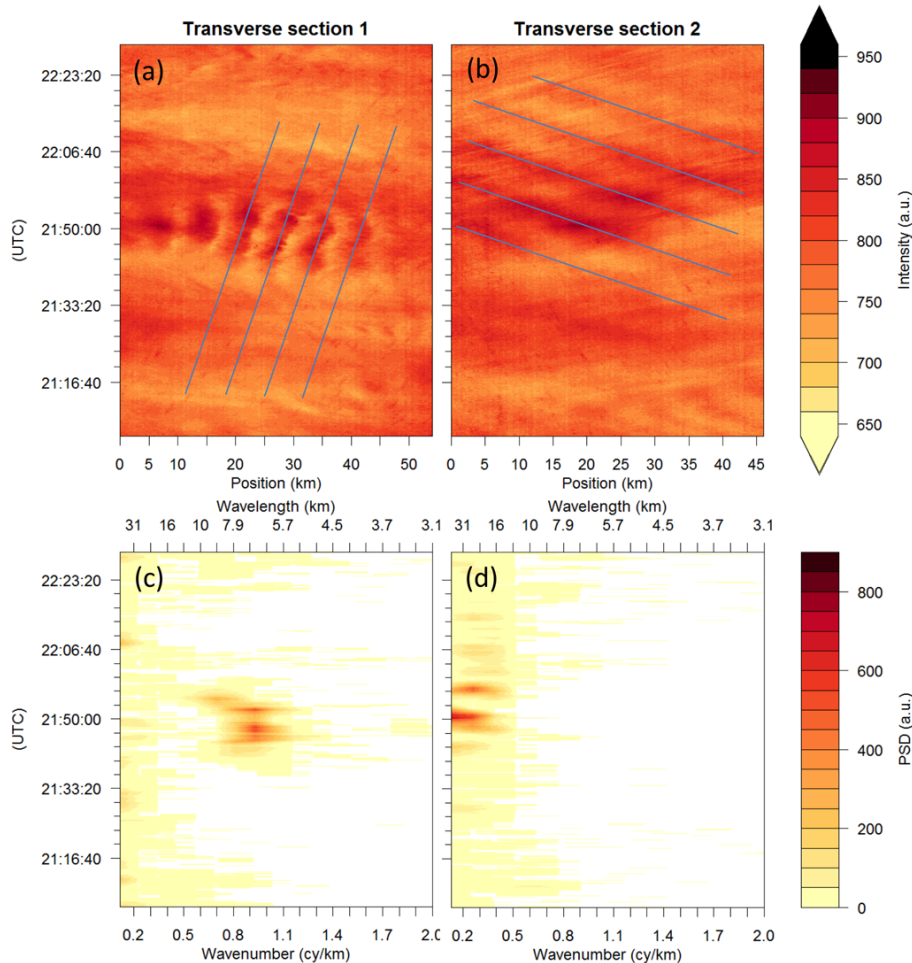 Transverse section 1
Transverse section 2
(a)
(b)
22:23:20
22:06:40
21:50:00
21:33:20
21:16:40
(UTC)
0 5 10 20 30 40 50
Position (km)
0 5 10 15 20 25 30 35 45
Position (km)
950
900
850
800
750
700
650
Intensity (a.u.)
Wavelength (km)
31 16 10 7.9 5.7 4.5 3.7 3.1
Wavelength (km)
31 16 10 7.9 5.7 4.5 3.7 3.1
(c)
(d)
22:23:20
22:06:40
21:50:00
21:33:20
21:16:40
(UTC)
0.2 0.5 0.8 1.1 1.4 1.7 2.0
Wavenumber (cy/km)
0.2 0.5 0.8 1.1 1.4 1.7 2.0
Wavenumber (cy/km)
800
600
400
200
0
PSD (a.u.)